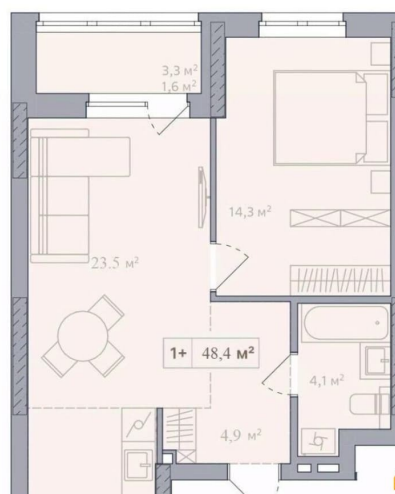 3,3 м²
1,6 м²
14,3 м²
23.5 м²
1+ 48,4 м²
4,1 м²
4,9 м²